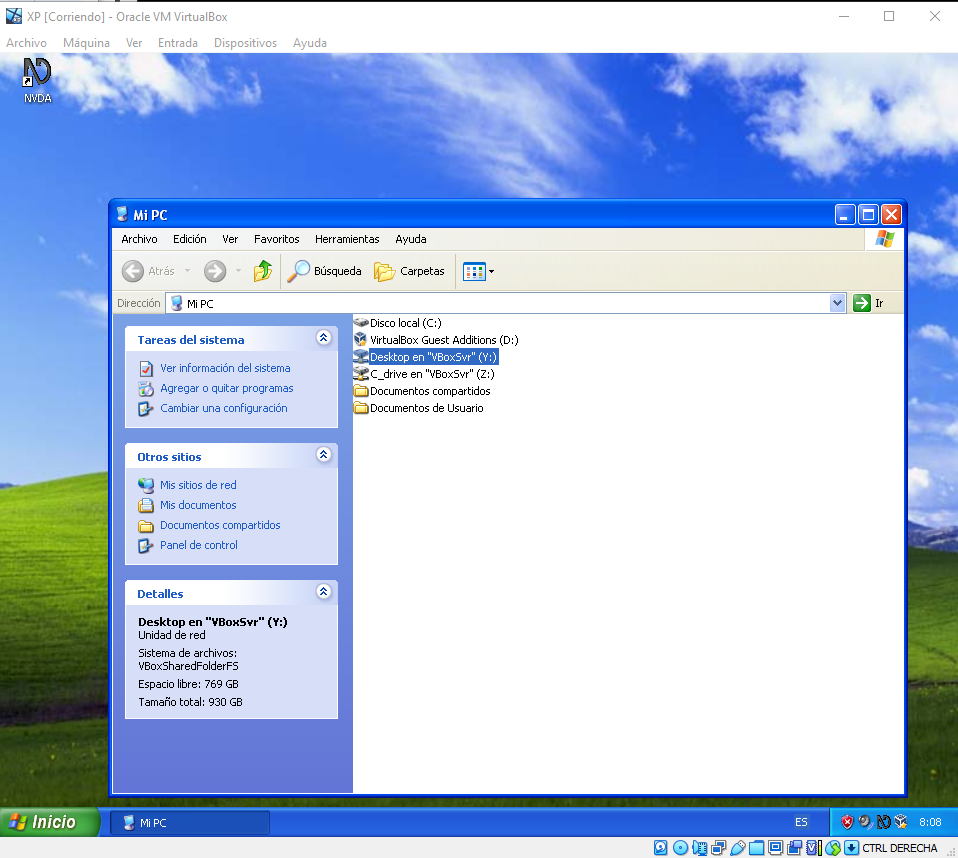 XP [Corriendo] - Oracle VM VirtualBox
Archivo Máquina Ver Entrada Dispositivos Ayuda
NVDA
Mi PC
Archivo Edición Ver Favoritos Herramientas Ayuda
Atrás Búsqueda Carpetas
Dirección Mi PC Ir
Tareas del sistema
Ver información del sistema
Agregar o quitar programas
Cambiar una configuración
Otros sitios
Mis sitios de red
Mis documentos
Documentos compartidos
Panel de control
Detalles
Desktop en "VBoxSvr" (Y:)
Unidad de red
Sistema de archivos:
VBoxSharedFolderFS
Espacio libre: 769 GB
Tamaño total: 930 GB
Disco local (C:)
VirtualBox Guest Additions (D:)
Desktop en "VBoxSvr" (Y:)
C_drive en "VBoxSvr" (Z:)
Documentos compartidos
Documentos de Usuario
Inicio Mi PC ES 8:08
CTRL DERECHA